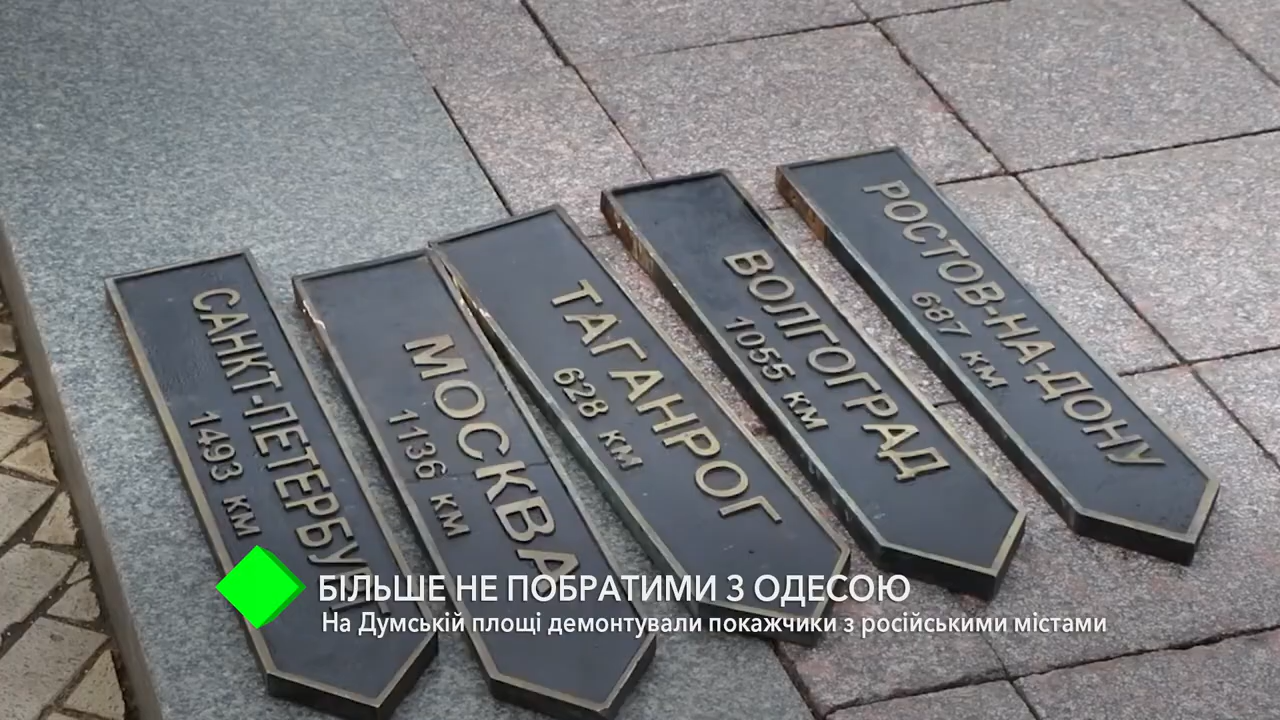 САНКТ-ПЕТЕРБУРГ
1493 КМ
МОСКВА
1136 КМ
ТАГАНРОГ
628 КМ
ВОЛГОГРАД
1055 КМ
РОСТОВ-НА-ДОНУ
687 КМ
БІЛЬШЕ НЕ ПОБРАТИМИ З ОДЕСОЮ
На Думській площі демонтували покажчики з російськими містами